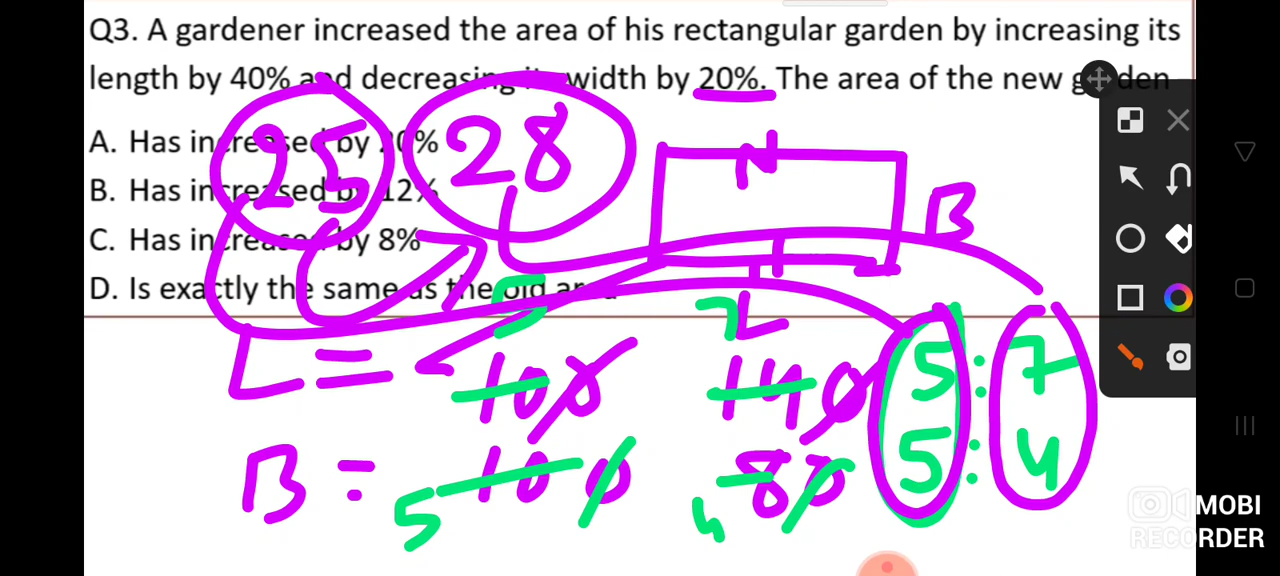 Q3. A gardener increased the area of his rectangular garden by increasing its
length by 40% and decreasing its width by 20%. The area of the new garden
A. Has increased by 20%
B. Has increased by 12%
C. Has increased by 8%
D. Is exactly the same as the old area
25 28
B
L
L = 100 5 140 7 5 : 7
B = 100 5 80 4 5 : 4
MOBI
RECORDER